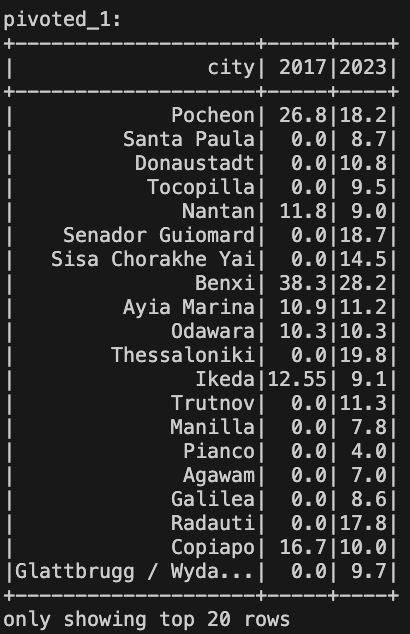 pivoted_1:
+--------------------+-----+----+
|                city| 2017|2023|
+--------------------+-----+----+
|             Pocheon| 26.8|18.2|
|         Santa Paula|  0.0| 8.7|
|          Donaustadt|  0.0|10.8|
|           Tocopilla|  0.0| 9.5|
|              Nantan| 11.8| 9.0|
|    Senador Guiomard|  0.0|18.7|
|   Sisa Chorakhe Yai|  0.0|14.5|
|               Benxi| 38.3|28.2|
|         Ayia Marina| 10.9|11.2|
|             Odawara| 10.3|10.3|
|        Thessaloniki|  0.0|19.8|
|               Ikeda|12.55| 9.1|
|             Trutnov|  0.0|11.3|
|             Manilla|  0.0| 7.8|
|              Pianco|  0.0| 4.0|
|              Agawam|  0.0| 7.0|
|             Galilea|  0.0| 8.6|
|             Radauti|  0.0|17.8|
|             Copiapo| 16.7|10.0|
|Glattbrugg / Wyda...|  0.0| 9.7|
+--------------------+-----+----+
only showing top 20 rows